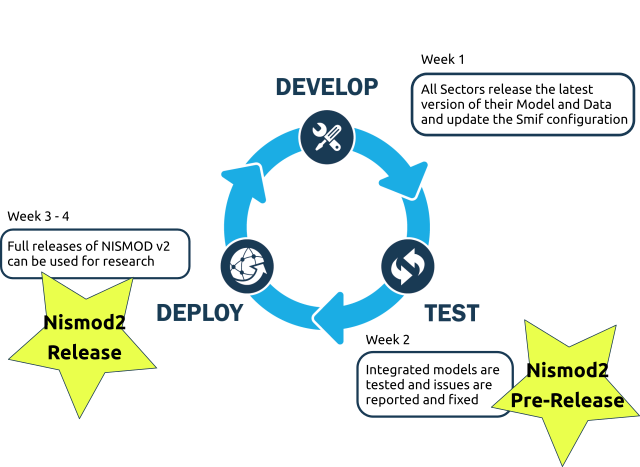 Week 1
DEVELOP
All Sectors release the latest
version of their Model and Data
and update the Smif configuration
Week 3 - 4
Full releases of NISMOD v2
can be used for research
DEPLOY
TEST
Nismod2
Release
Week 2
Integrated models are
tested and issues are
reported and fixed
Nismod2
Pre-Release